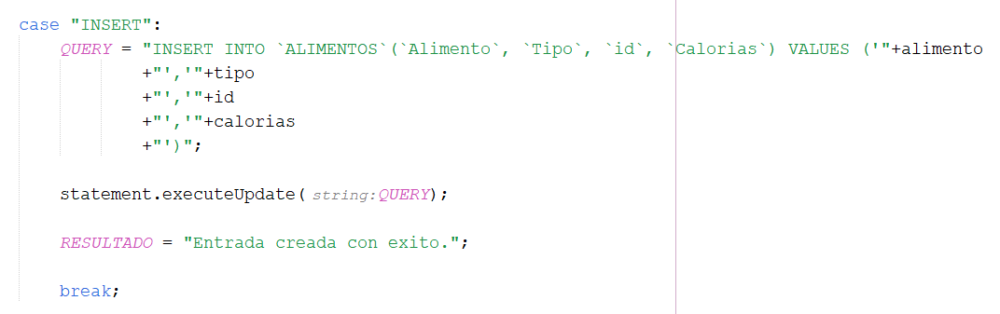 case "INSERT":
QUERY = "INSERT INTO `ALIMENTOS`(`Alimento`, `Tipo`, `id`, `Calorias`) VALUES ('"+alimento
+"','"+tipo
+"','"+id
+"','"+calorias
+"')";
statement.executeUpdate( string:QUERY);
RESULTADO = "Entrada creada con exito.";
break;